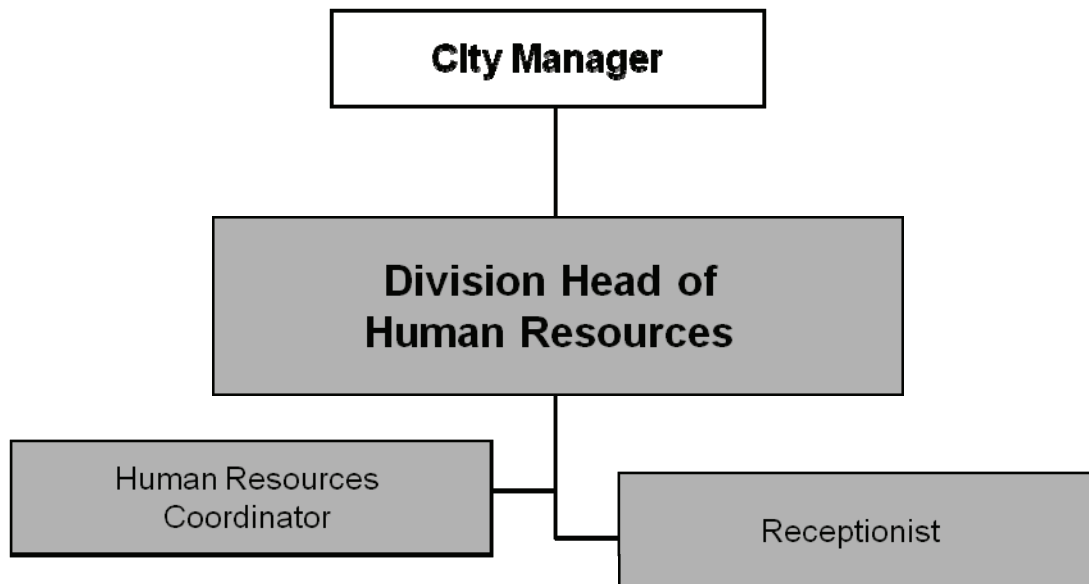 CIty Manager
Division Head of
Human Resources
Human Resources
Coordinator
Receptionist